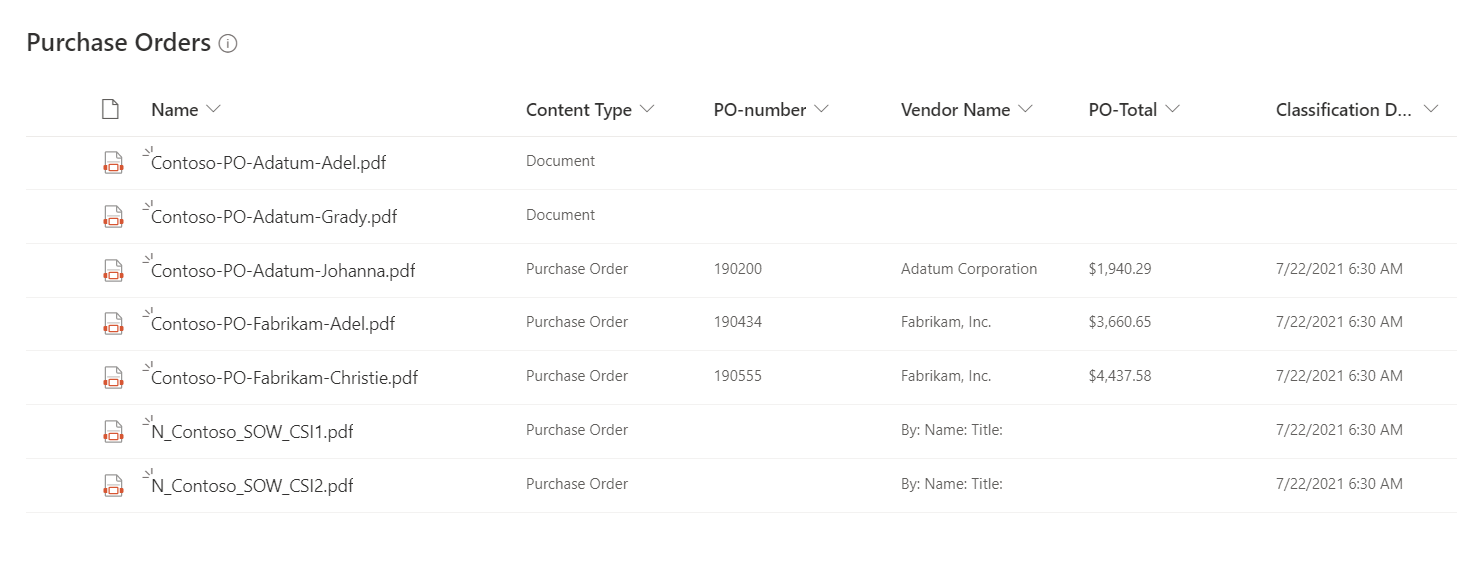 Purchase Orders
Name Content Type PO-number Vendor Name PO-Total Classification D...
Contoso-PO-Adatum-Adel.pdf Document
Contoso-PO-Adatum-Grady.pdf Document
Contoso-PO-Adatum-Johanna.pdf Purchase Order 190200 Adatum Corporation $1,940.29 7/22/2021 6:30 AM
Contoso-PO-Fabrikam-Adel.pdf Purchase Order 190434 Fabrikam, Inc. $3,660.65 7/22/2021 6:30 AM
Contoso-PO-Fabrikam-Christie.pdf Purchase Order 190555 Fabrikam, Inc. $4,437.58 7/22/2021 6:30 AM
N_Contoso_SOW_CSI1.pdf Purchase Order By: Name: Title: 7/22/2021 6:30 AM
N_Contoso_SOW_CSI2.pdf Purchase Order By: Name: Title: 7/22/2021 6:30 AM